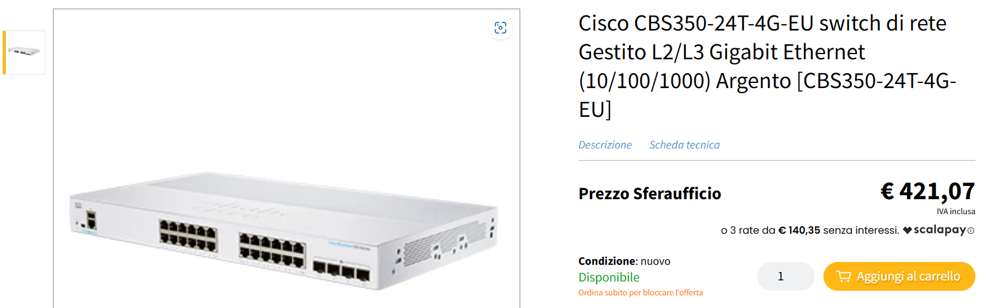 Cisco CBS350-24T-4G-EU switch di rete
Gestito L2/L3 Gigabit Ethernet
(10/100/1000) Argento [CBS350-24T-4G-
EU]
Descrizione Scheda tecnica
Prezzo Sferaufficio € 421,07
IVA inclusa
o 3 rate da € 140,35 senza interessi. scalapay
Condizione: nuovo
Disponibile
Ordina subito per bloccare l'offerta
1
Aggiungi al carrello